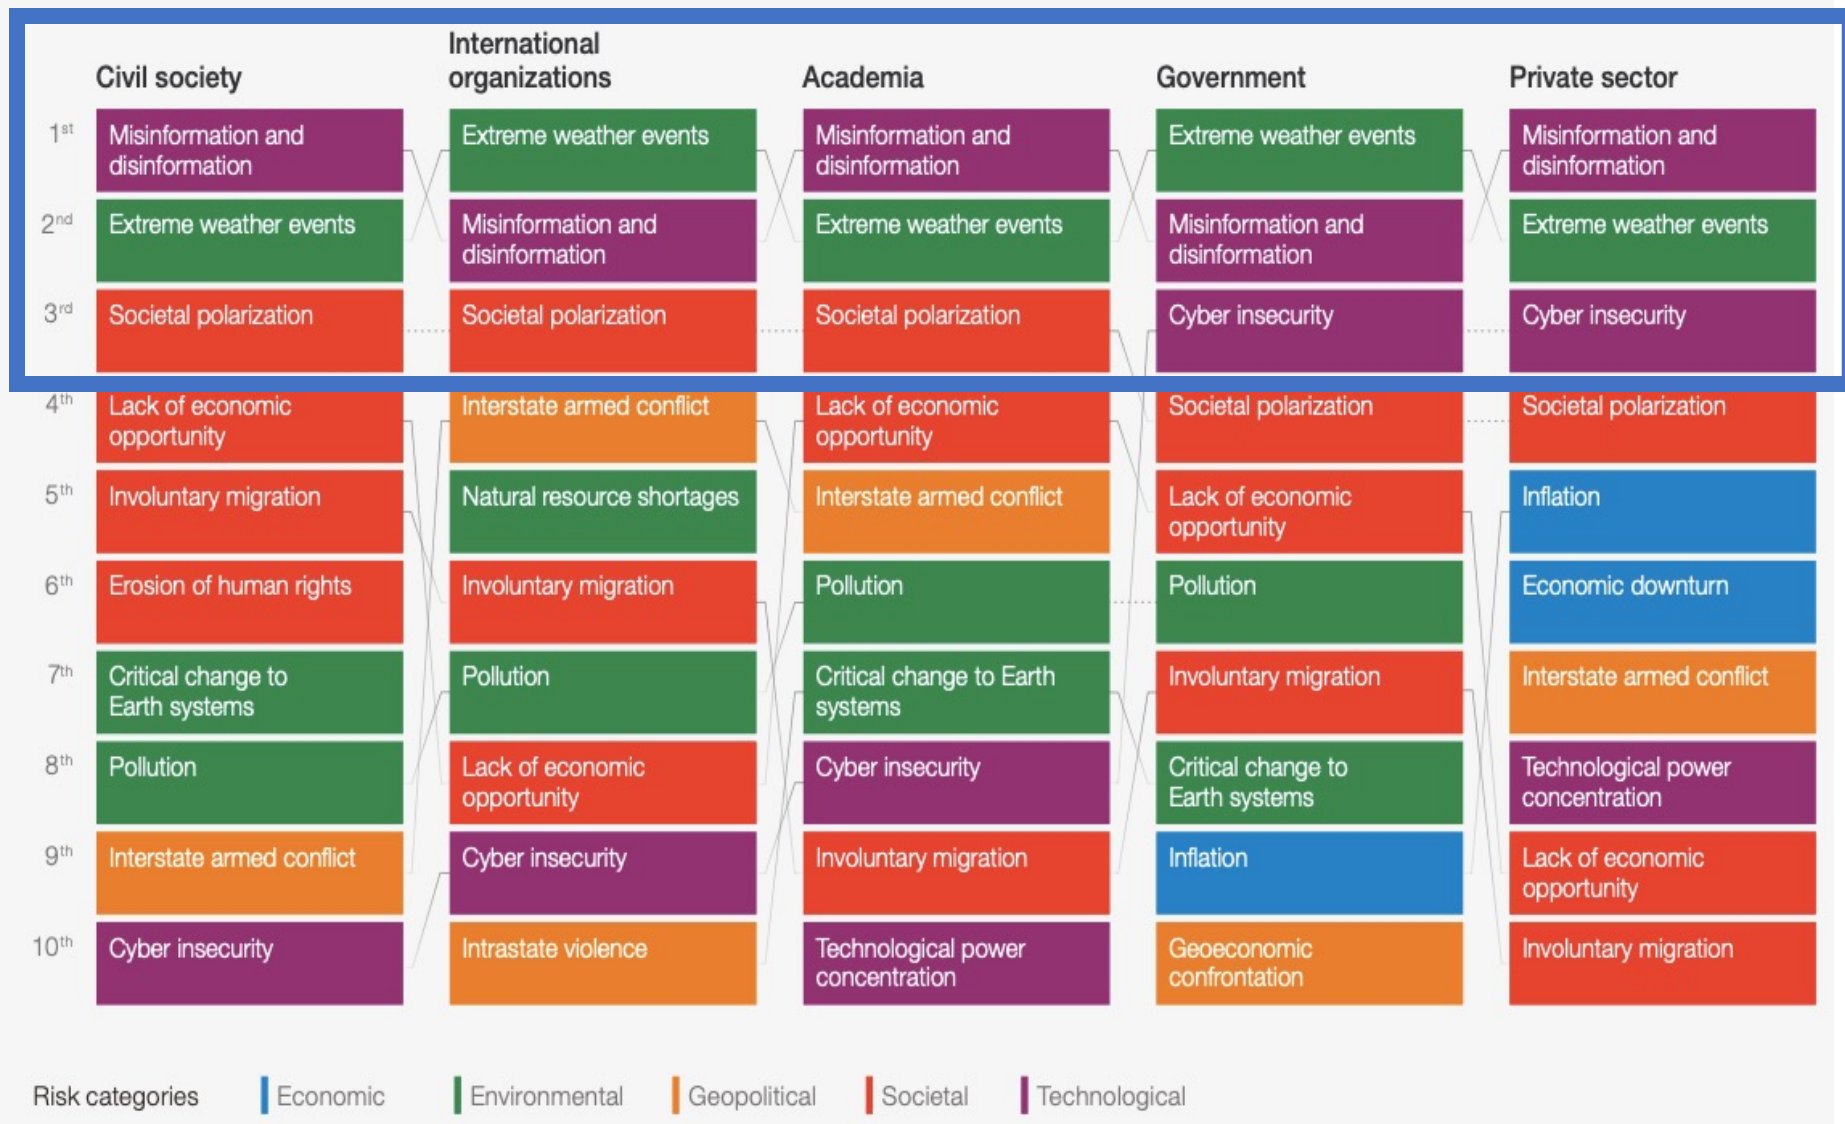 Civil society
International
organizations
Academia
Government
Private sector
1st
Misinformation and
disinformation
Extreme weather events
Misinformation and
disinformation
Extreme weather events
Misinformation and
disinformation
2nd
Extreme weather events
Misinformation and
disinformation
Extreme weather events
Misinformation and
disinformation
Extreme weather events
3rd
Societal polarization
Societal polarization
Societal polarization
Cyber insecurity
Cyber insecurity
4th
Lack of economic
opportunity
Interstate armed conflict
Lack of economic
opportunity
Societal polarization
Societal polarization
5th
Involuntary migration
Natural resource shortages
Interstate armed conflict
Lack of economic
opportunity
Inflation
6th
Erosion of human rights
Involuntary migration
Pollution
Pollution
Economic downturn
7th
Critical change to
Earth systems
Pollution
Critical change to Earth
systems
Involuntary migration
Interstate armed conflict
8th
Pollution
Lack of economic
opportunity
Cyber insecurity
Critical change to
Earth systems
Technological power
concentration
9th
Interstate armed conflict
Cyber insecurity
Involuntary migration
Inflation
Lack of economic
opportunity
10th
Cyber insecurity
Intrastate violence
Technological power
concentration
Geoeconomic
confrontation
Involuntary migration
Risk categories
Economic
Environmental
Geopolitical
Societal
Technological